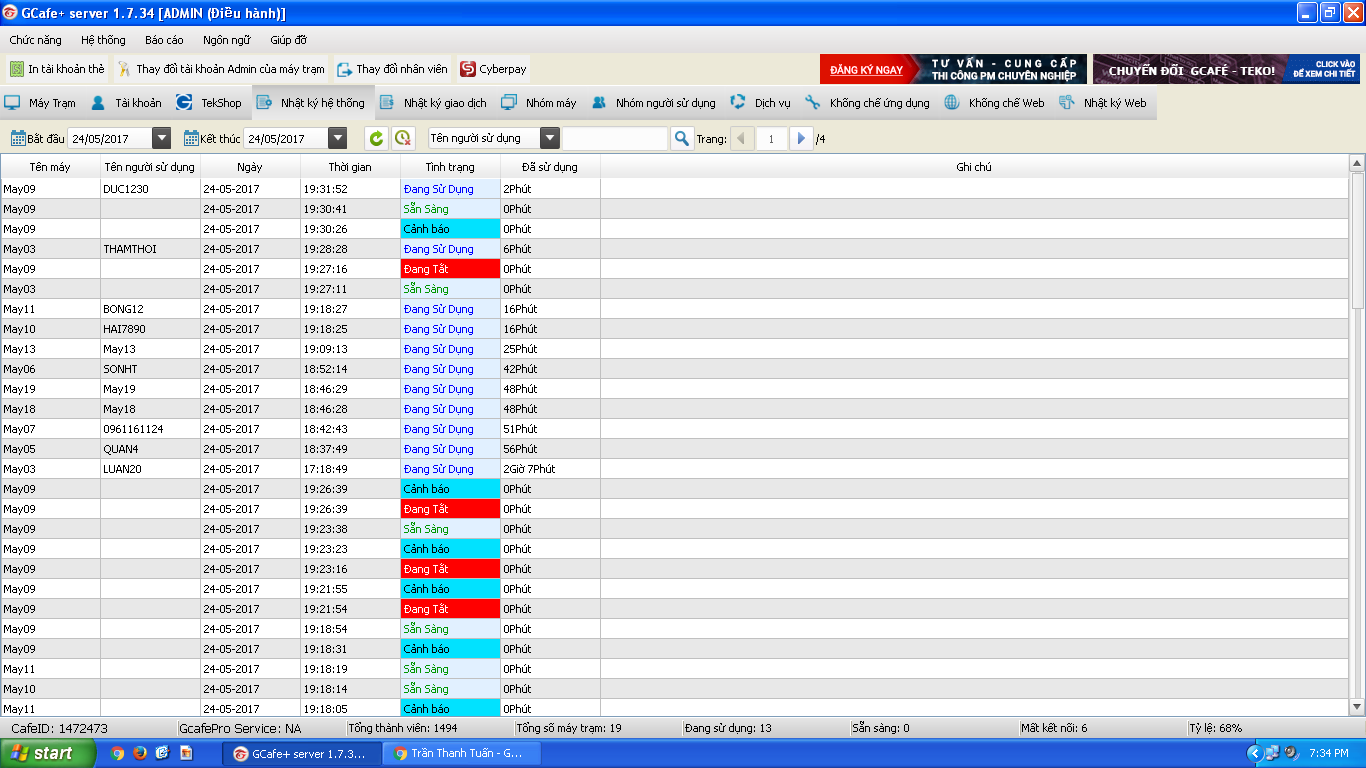 GCafe+ server 1.7.34 [ADMIN (Điều hành)]
Chức năng Hệ thống Báo cáo Ngôn ngữ Giúp đỡ
In tài khoản thẻ Thay đổi tài khoản Admin của máy trạm Thay đổi nhân viên Cyberpay
ĐĂNG KÝ NGAY TƯ VẤN - CUNG CẤP THI CÔNG PM CHUYÊN NGHIỆP CHUYỂN ĐỔI GCAFÉ - TEKO! CLICK VÀO ĐỂ XEM CHI TIẾT
Máy Trạm Tài khoản TekShop Nhật ký hệ thống Nhật ký giao dịch Nhóm máy Nhóm người sử dụng Dịch vụ Khống chế ứng dụng Khống chế Web Nhật ký Web
Bắt đầu 24/05/2017 Kết thúc 24/05/2017 Tên người sử dụng Trang: 1 /4
Tên máy Tên người sử dụng Ngày Thời gian Tình trạng Đã sử dụng Ghi chú
May09 DUC1230 24-05-2017 19:31:52 Đang Sử Dụng 2Phút
May09 24-05-2017 19:30:41 Sẵn Sàng 0Phút
May09 24-05-2017 19:30:26 Cảnh báo 0Phút
May03 THAMTHOI 24-05-2017 19:28:28 Đang Sử Dụng 6Phút
May09 24-05-2017 19:27:16 Đang Tắt 0Phút
May03 24-05-2017 19:27:11 Sẵn Sàng 0Phút
May11 BONG12 24-05-2017 19:18:27 Đang Sử Dụng 16Phút
May10 HAI7890 24-05-2017 19:18:25 Đang Sử Dụng 16Phút
May13 May13 24-05-2017 19:09:13 Đang Sử Dụng 25Phút
May06 SONHT 24-05-2017 18:52:14 Đang Sử Dụng 42Phút
May19 May19 24-05-2017 18:46:29 Đang Sử Dụng 48Phút
May18 May18 24-05-2017 18:46:28 Đang Sử Dụng 48Phút
May07 0961161124 24-05-2017 18:42:43 Đang Sử Dụng 51Phút
May05 QUAN4 24-05-2017 18:37:49 Đang Sử Dụng 56Phút
May03 LUAN20 24-05-2017 17:18:49 Đang Sử Dụng 2Giờ 7Phút
May09 24-05-2017 19:26:39 Cảnh báo 0Phút
May09 24-05-2017 19:26:39 Đang Tắt 0Phút
May09 24-05-2017 19:23:38 Sẵn Sàng 0Phút
May09 24-05-2017 19:23:23 Cảnh báo 0Phút
May09 24-05-2017 19:23:16 Đang Tắt 0Phút
May09 24-05-2017 19:21:55 Cảnh báo 0Phút
May09 24-05-2017 19:21:54 Đang Tắt 0Phút
May09 24-05-2017 19:18:54 Sẵn Sàng 0Phút
May09 24-05-2017 19:18:31 Cảnh báo 0Phút
May11 24-05-2017 19:18:19 Sẵn Sàng 0Phút
May10 24-05-2017 19:18:14 Sẵn Sàng 0Phút
May11 24-05-2017 19:18:05 Cảnh báo 0Phút
CafeID: 1472473 GcafePro Service: NA Tổng thành viên: 1494 Tổng số máy trạm: 19 Đang sử dụng: 13 Sẵn sàng: 0 Mất kết nối: 6 Tỷ lệ: 68%
start GCafe+ server 1.7.3... Trần Thanh Tuấn - G... 7:34 PM